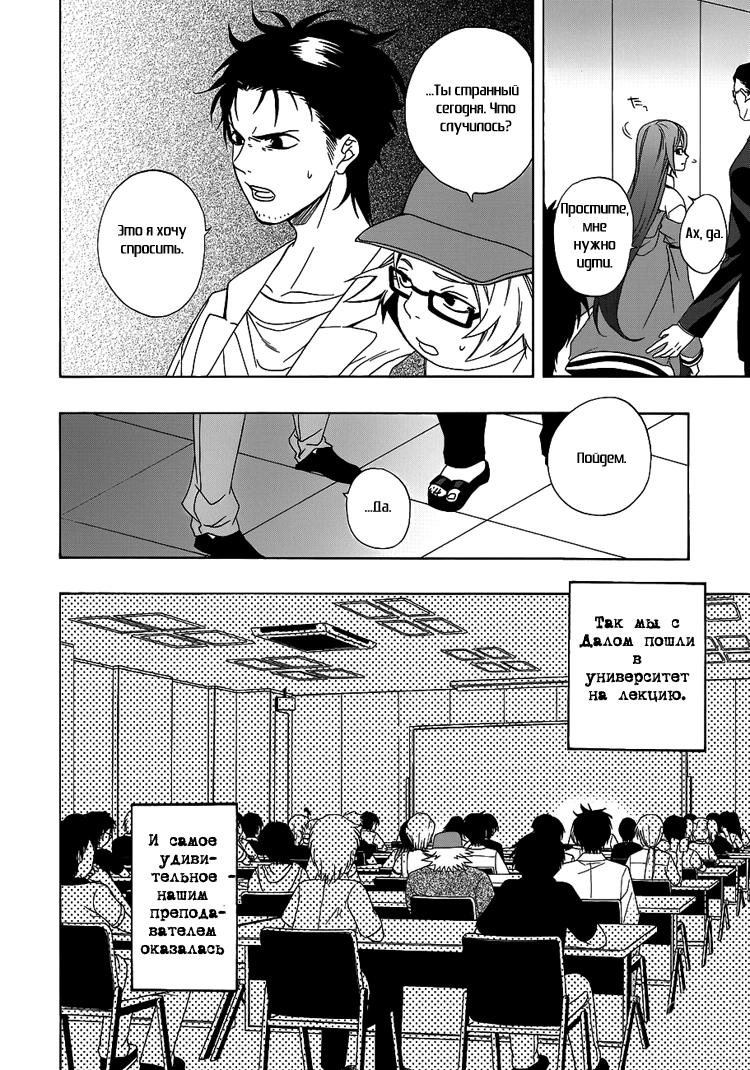 Простите,
мне
нужно
идти.
Ах, да.
...Ты странный
сегодня. Что
случилось?
Это я хочу
спросить.
Пойдем.
...Да.
Так мы с
Далом пошли
в
университет
на лекцию.
И самое
удиви-
тельное -
нашим
препода-
вателем
оказалась